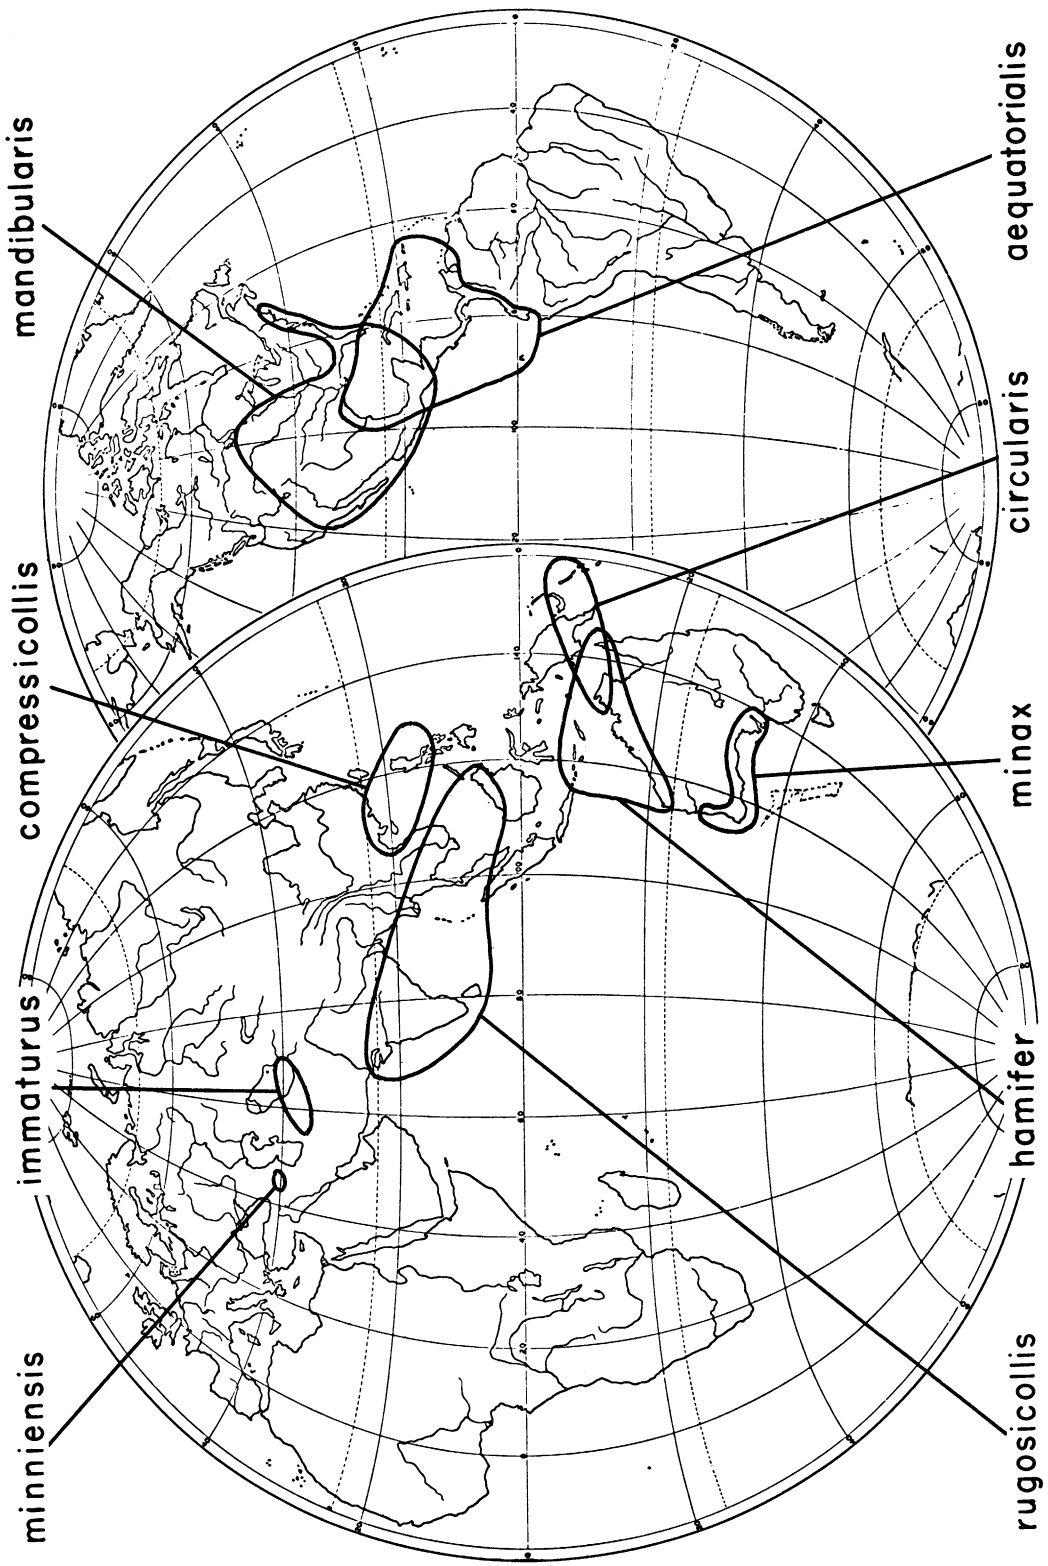 minniensis
immaturus
compressicollis
mandibularis
rugosicollis
hamifer
minax
circularis
aequatorialis